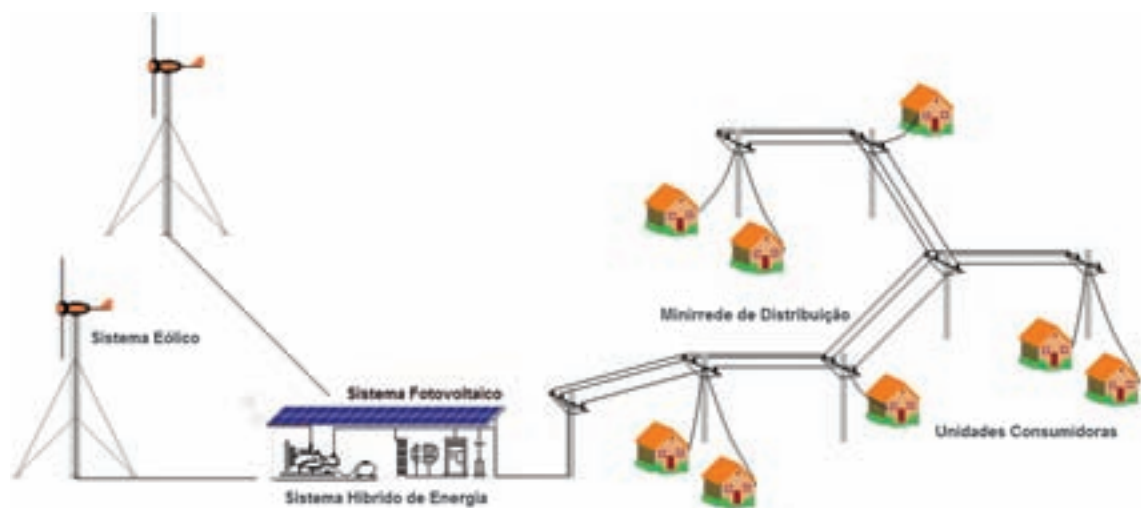 Minirrede de Distribuição
Sistema Eólico
Sistema Fotovoltaico
Unidades Consumidoras
Sistema Híbrido de Energia